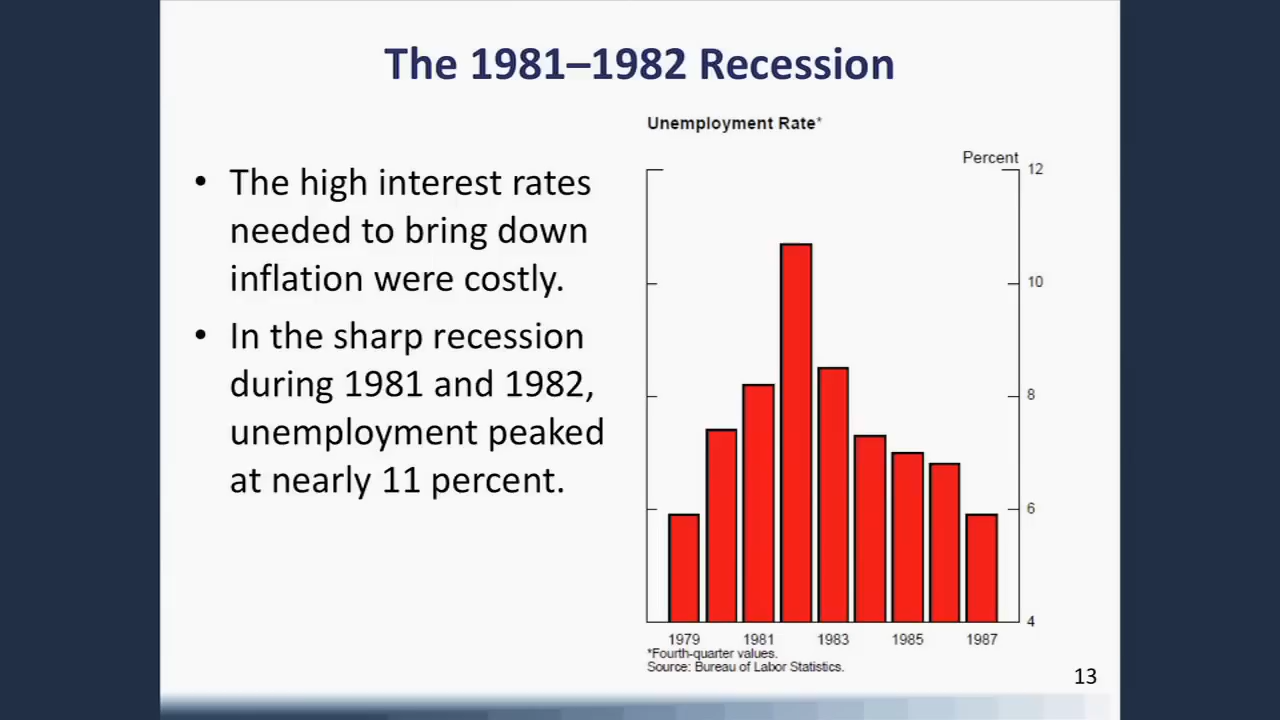 The 1981–1982 Recession
• The high interest rates
needed to bring down
inflation were costly.
• In the sharp recession
during 1981 and 1982,
unemployment peaked
at nearly 11 percent.
Unemployment Rate*
Percent
12
10
8
6
4
1979 1981 1983 1985 1987
*Fourth-quarter values.
Source: Bureau of Labor Statistics.
13